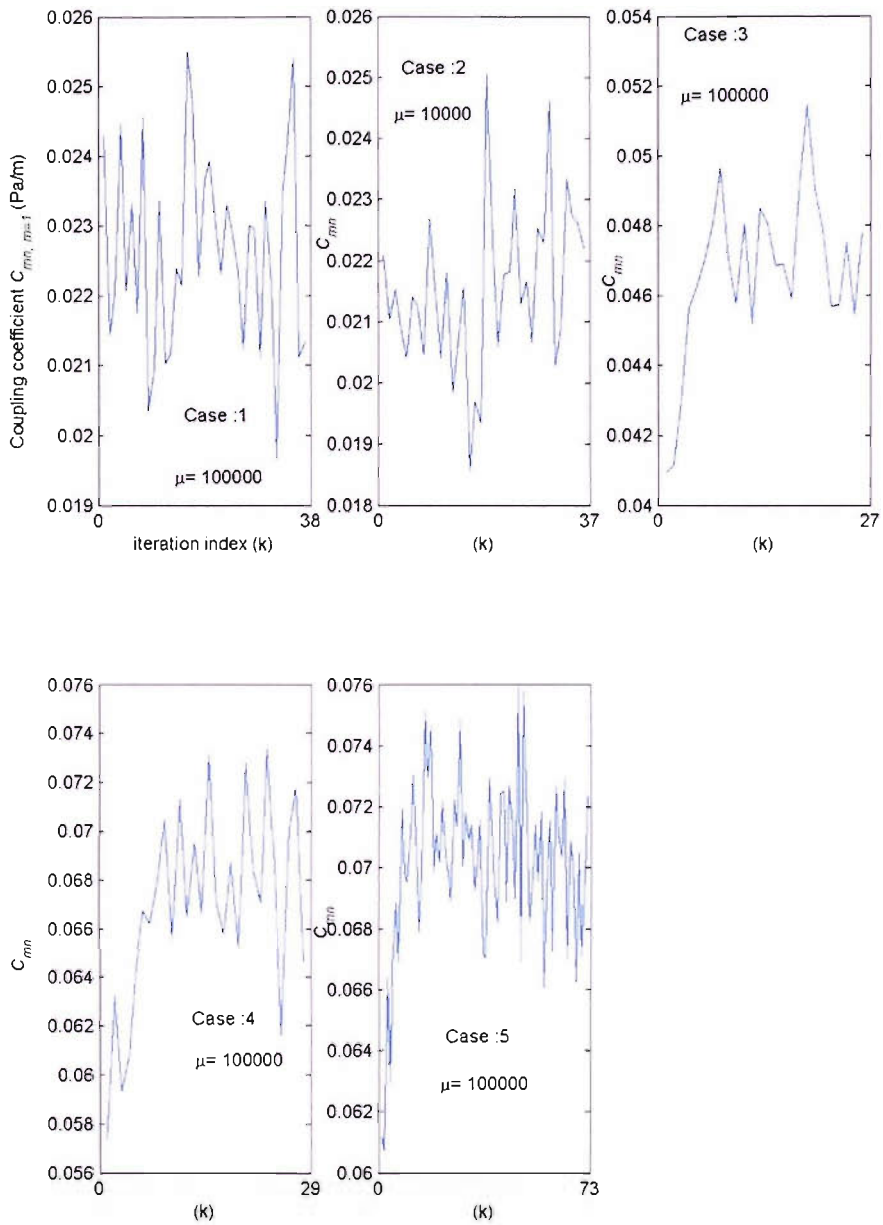 0.026
0.025
0.024
0.023
0.022
0.021
0.02
0.019
Coupling coefficient Cmn, m=1 (Pa/m)
Case :1
μ= 100000
0
38
iteration index (k)
0.026
0.025
0.024
0.023
0.022
0.021
0.02
0.019
0.018
Cmn
Case :2
μ= 10000
0
37
(k)
0.054
0.052
0.05
0.048
0.046
0.044
0.042
0.04
Cmn
Case :3
μ= 100000
0
27
(k)
0.076
0.074
0.072
0.07
0.068
0.066
0.064
0.062
0.06
0.058
0.056
Cmn
Case :4
μ= 100000
0
29
(k)
0.076
0.074
0.072
0.07
0.068
0.066
0.064
0.062
0.06
Cmn
Case :5
μ= 100000
0
73
(k)